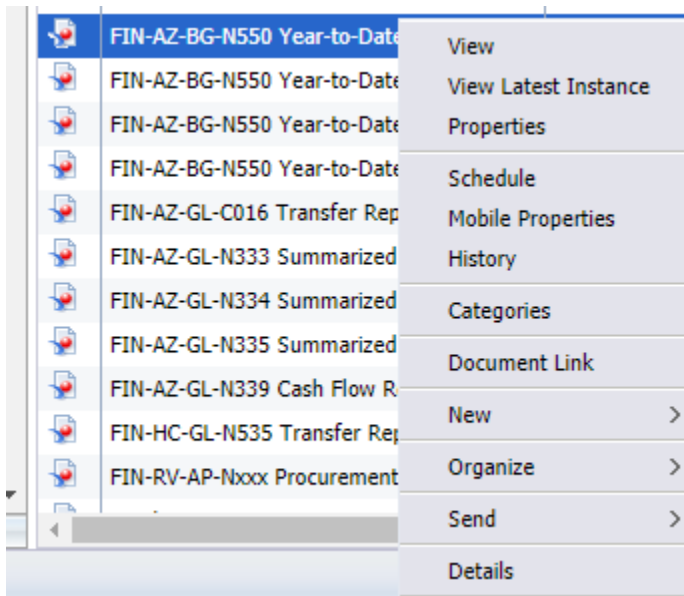 FIN-AZ-BG-N550 Year-to-Date
FIN-AZ-BG-N550 Year-to-Date
FIN-AZ-BG-N550 Year-to-Date
FIN-AZ-BG-N550 Year-to-Date
FIN-AZ-GL-C016 Transfer Rep
FIN-AZ-GL-N333 Summarized
FIN-AZ-GL-N334 Summarized
FIN-AZ-GL-N335 Summarized
FIN-AZ-GL-N339 Cash Flow R
FIN-HC-GL-N535 Transfer Rep
FIN-RV-AP-Nxxx Procurement
View
View Latest Instance
Properties
Schedule
Mobile Properties
History
Categories
Document Link
New
Organize
Send
Details